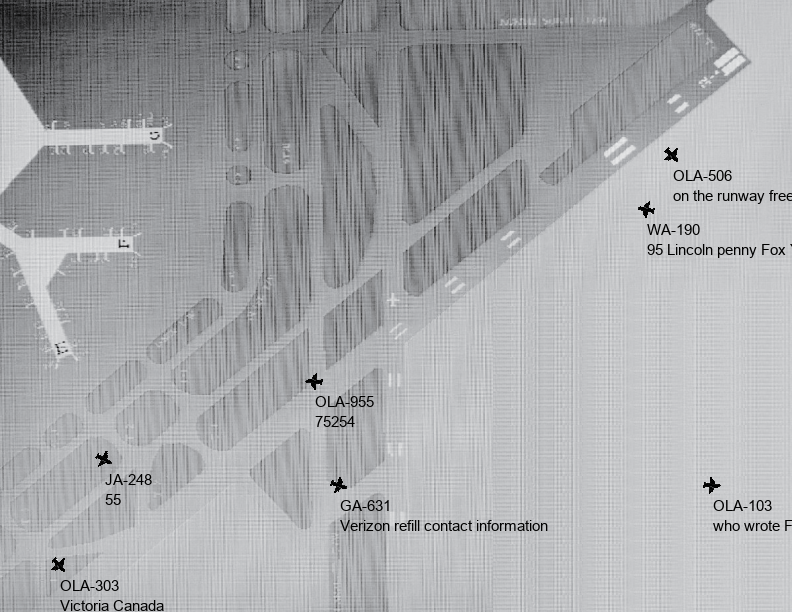 G
F
OLA-506
on the runway free
WA-190
95 Lincoln penny Fox
OLA-955
75254
JA-248
55
GA-631
Verizon refill contact information
OLA-103
who wrote F
OLA-303
Victoria Canada